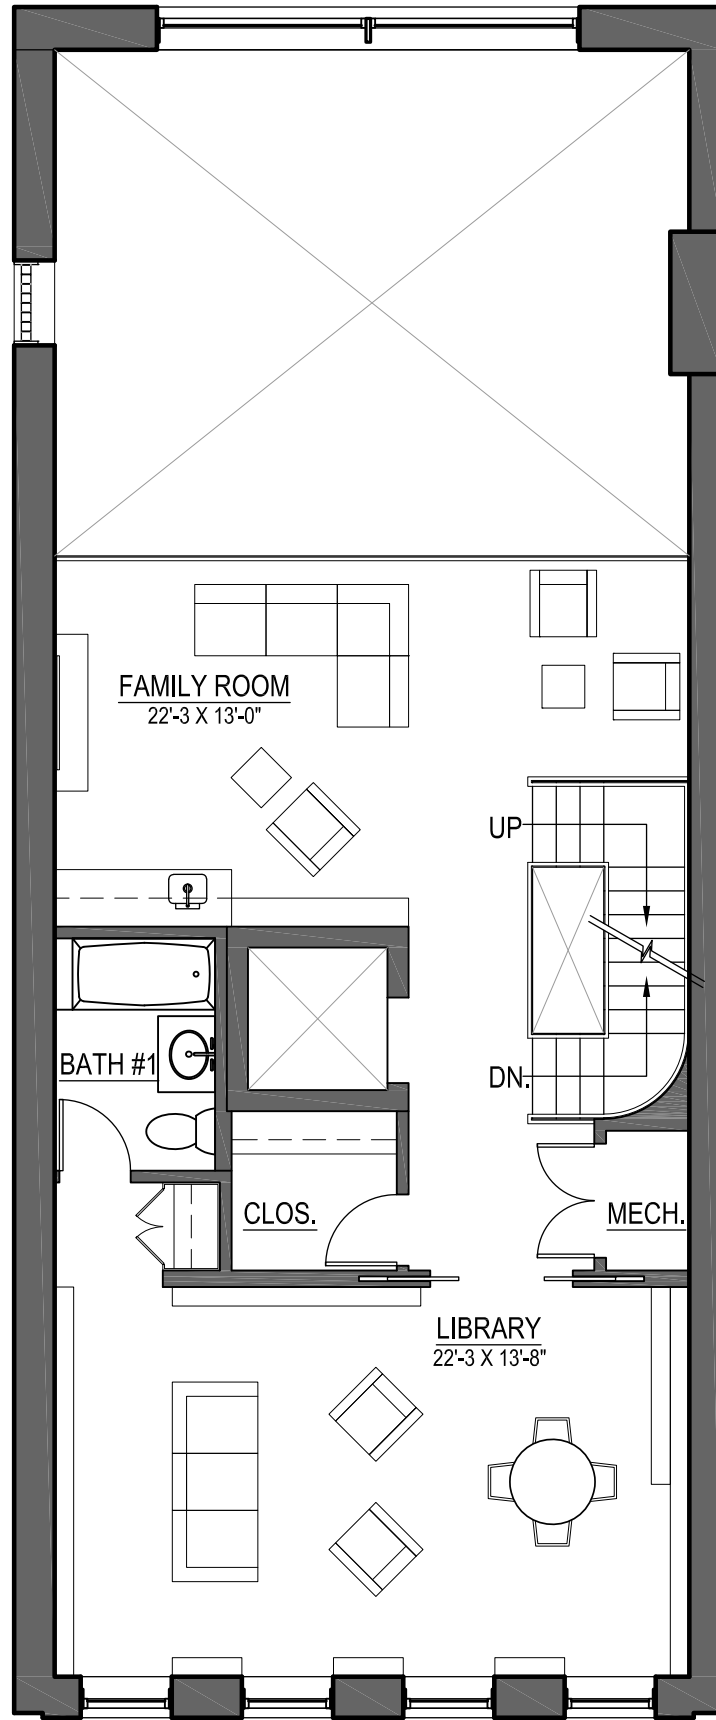 FAMILY ROOM
22'-3 X 13'-0"
UP
BATH #1
DN.
CLOS.
MECH.
LIBRARY
22'-3 X 13'-8"